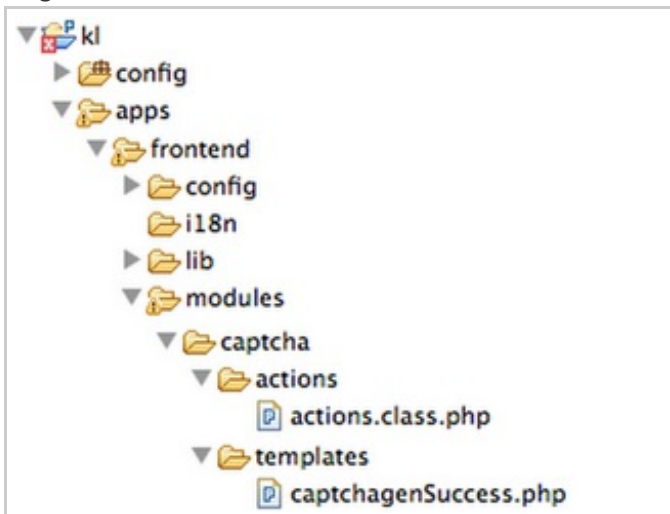 kl
config
apps
frontend
config
i18n
lib
modules
captcha
actions
actions.class.php
templates
captchagenSuccess.php